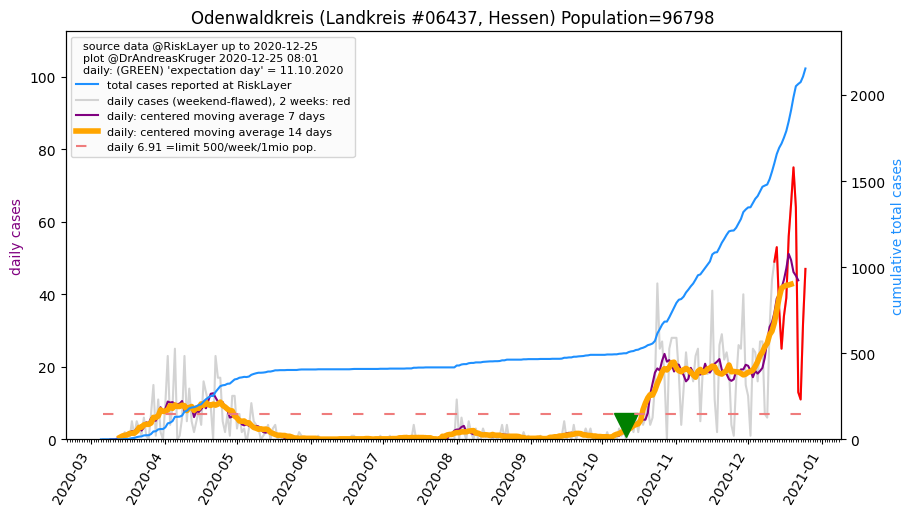 Odenwaldkreis (Landkreis #06437, Hessen) Population=96798
source data @RiskLayer up to 2020-12-25
plot @DrAndreasKruger 2020-12-25 08:01
daily: (GREEN) 'expectation day' = 11.10.2020
total cases reported at RiskLayer
daily cases (weekend-flawed), 2 weeks: red
daily: centered moving average 7 days
daily: centered moving average 14 days
daily 6.91 =limit 500/week/1mio pop.
daily cases
100
80
60
40
20
0
cumulative total cases
2000
1500
1000
500
0
2020-03
2020-04
2020-05
2020-06
2020-07
2020-08
2020-09
2020-10
2020-11
2020-12
2021-01